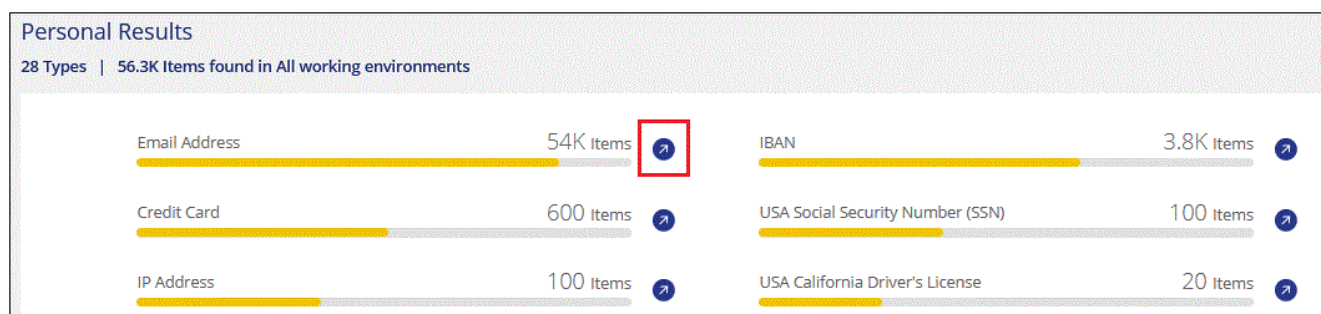 Personal Results
28 Types | 56.3K Items found in All working environments
Email Address 54K Items
IBAN 3.8K Items
Credit Card 600 Items
USA Social Security Number (SSN) 100 Items
IP Address 100 Items
USA California Driver's License 20 Items